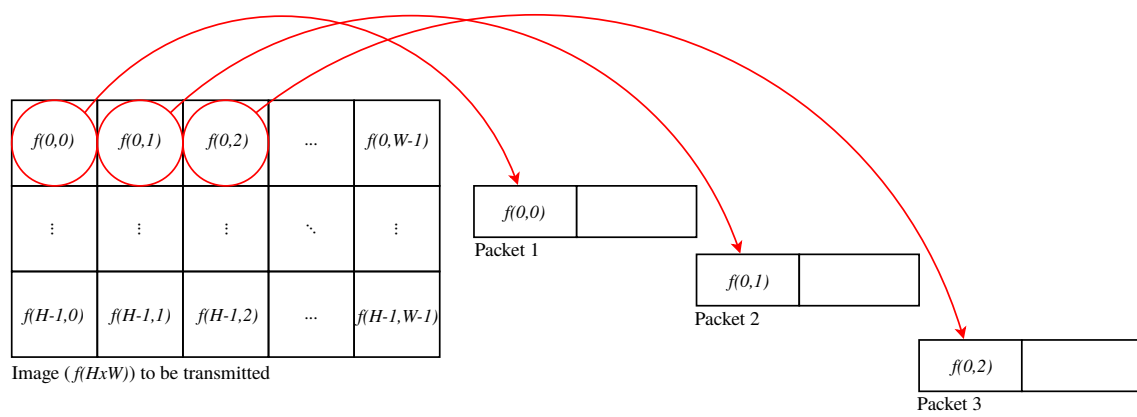 f(0,0) f(0,1) f(0,2) ... f(0,W-1)
⋮ ⋮ ⋮ ⋱ ⋮
f(H-1,0) f(H-1,1) f(H-1,2) ... f(H-1,W-1)
Image ( f(HxW)) to be transmitted
f(0,0)
Packet 1
f(0,1)
Packet 2
f(0,2)
Packet 3